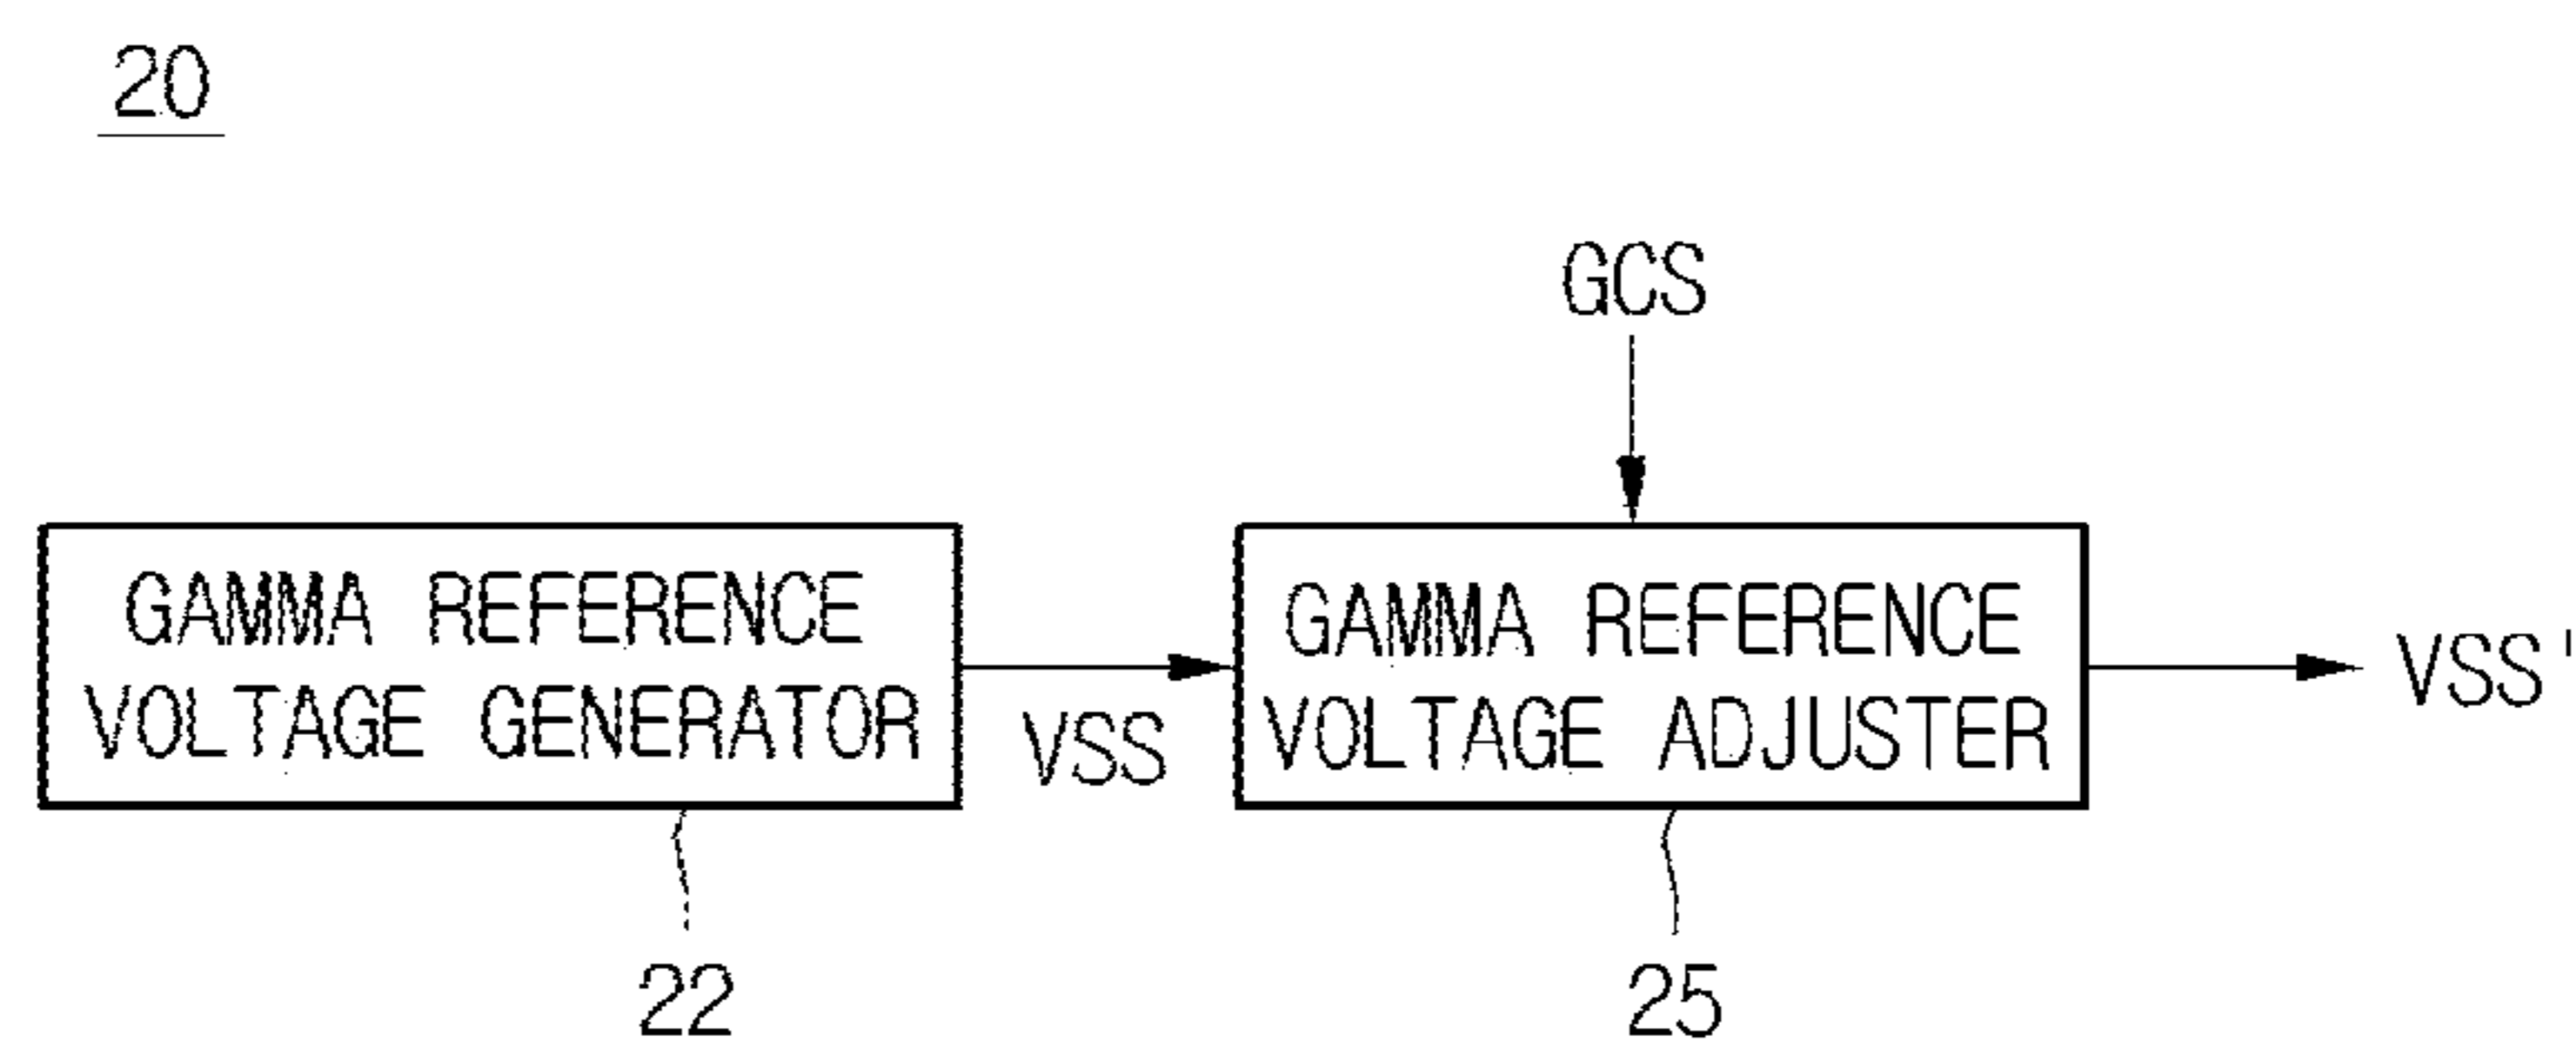 20
GCS
GAMMA REFERENCE
VOLTAGE GENERATOR
VSS
GAMMA REFERENCE
VOLTAGE ADJUSTER
VSS'
22
25